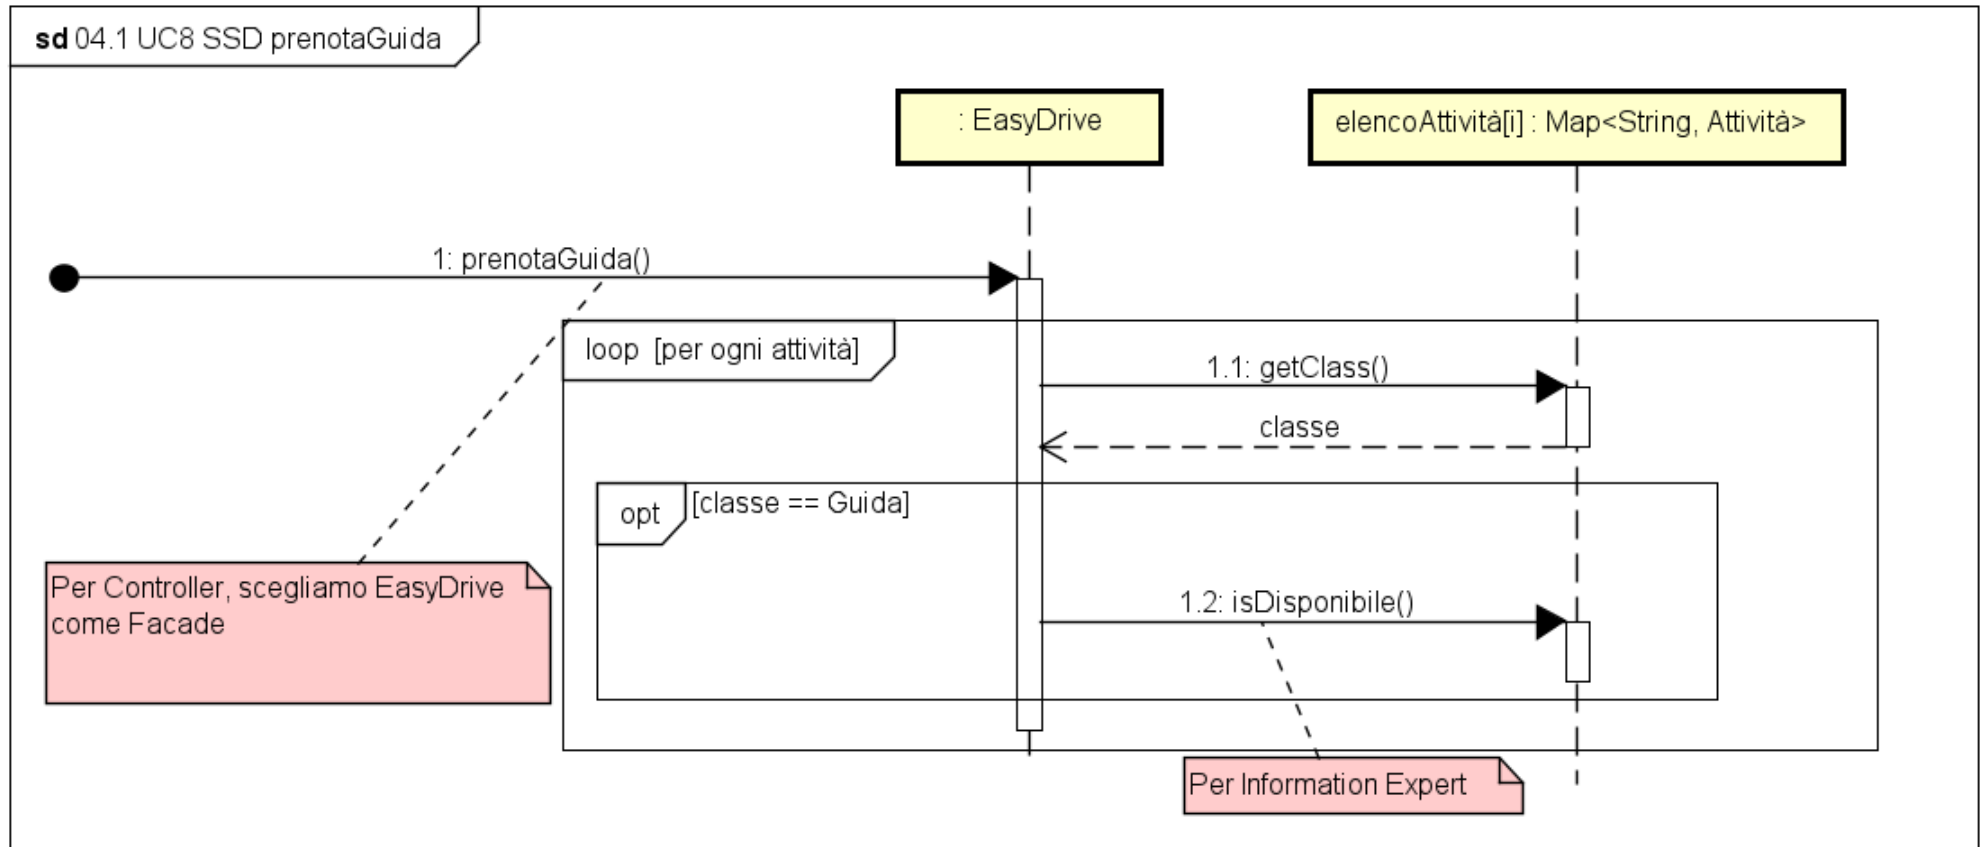 sd 04.1 UC8 SSD prenotaGuida
: EasyDrive
elencoAttività[i] : Map<String, Attività>
1: prenotaGuida()
loop [per ogni attività]
1.1: getClass()
classe
opt
[classe == Guida]
Per Controller, scegliamo EasyDrive
come Facade
1.2: isDisponibile()
Per Information Expert